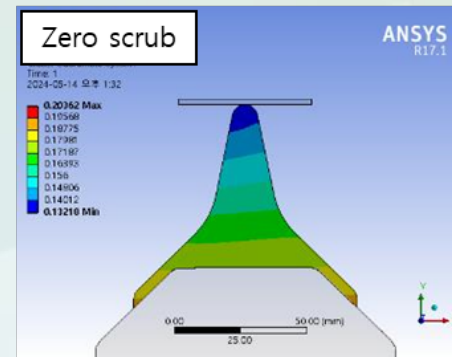 Zero scrub
ANSYS
R17.1
Time: 1
2024-05-14 오후 1:32
0.20362 Max
0.19568
0.18775
0.17981
0.17187
0.16393
0.156
0.14806
0.14012
0.13218 Min
Y
0.00
50.00 (mm)
25.00